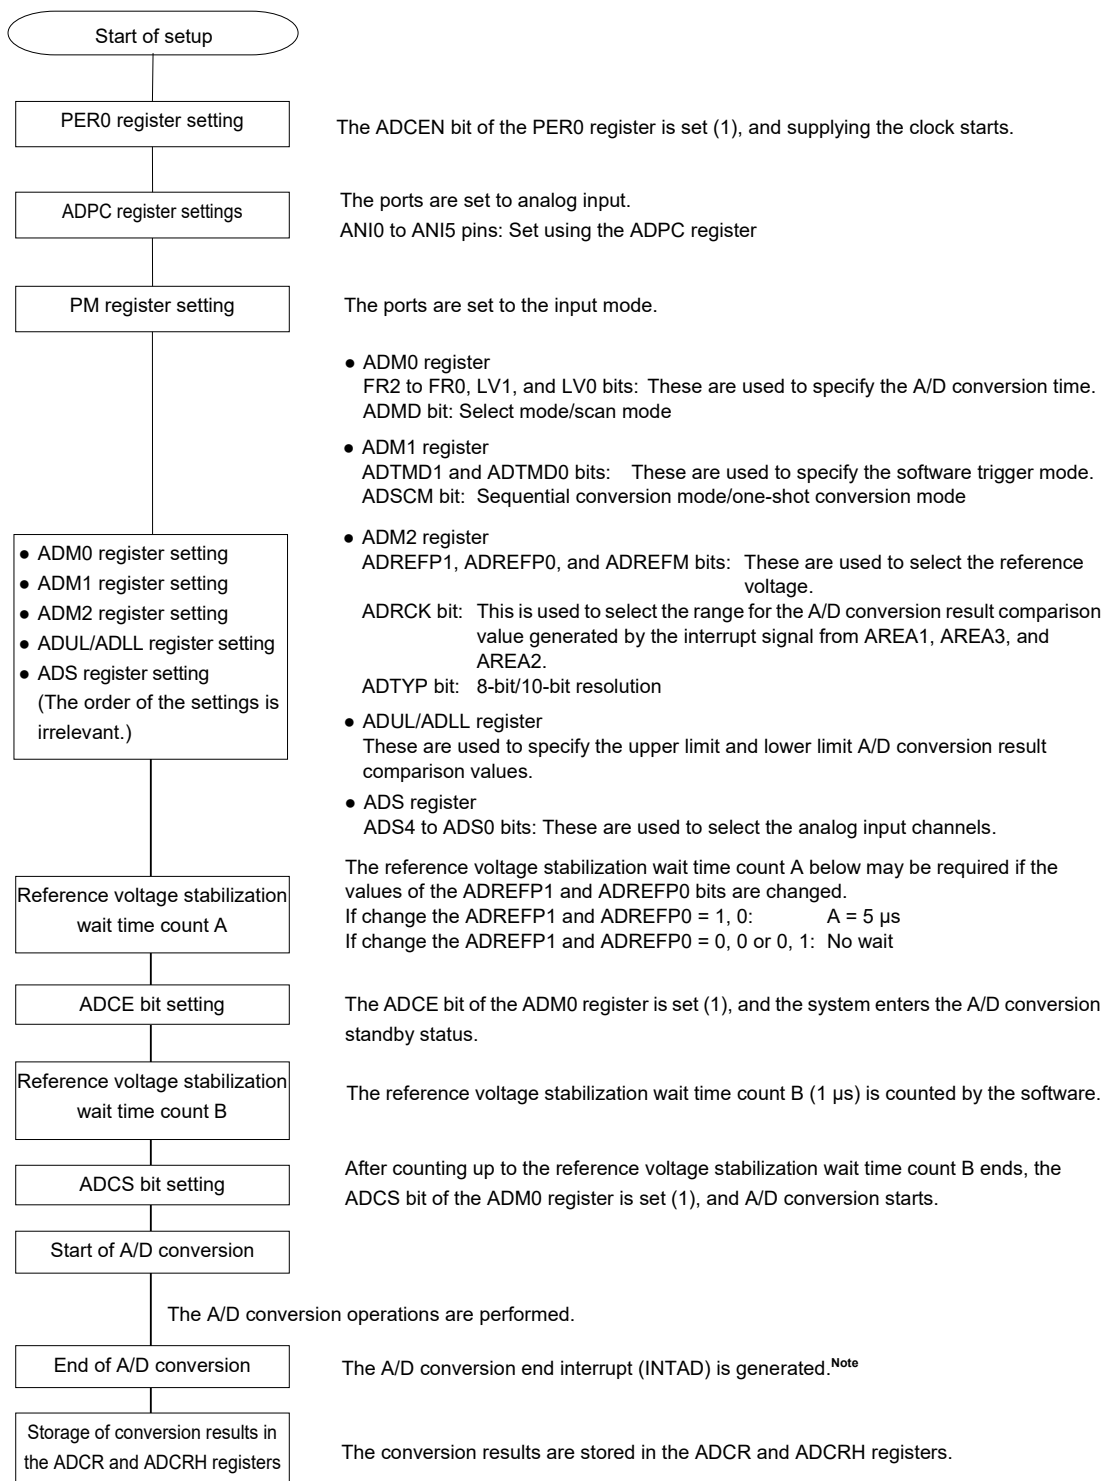 Start of setup
PER0 register setting
The ADCEN bit of the PER0 register is set (1), and supplying the clock starts.
ADPC register settings
The ports are set to analog input.
ANI0 to ANI5 pins: Set using the ADPC register
PM register setting
The ports are set to the input mode.
● ADM0 register
FR2 to FR0, LV1, and LV0 bits: These are used to specify the A/D conversion time.
ADMD bit: Select mode/scan mode
● ADM1 register
ADTMD1 and ADTMD0 bits: These are used to specify the software trigger mode.
ADSCM bit: Sequential conversion mode/one-shot conversion mode
● ADM0 register setting
● ADM1 register setting
● ADM2 register setting
● ADUL/ADLL register setting
● ADS register setting
(The order of the settings is
irrelevant.)
● ADM2 register
ADREFP1, ADREFP0, and ADREFM bits: These are used to select the reference
voltage.
ADRCK bit: This is used to select the range for the A/D conversion result comparison
value generated by the interrupt signal from AREA1, AREA3, and
AREA2.
ADTYP bit: 8-bit/10-bit resolution
● ADUL/ADLL register
These are used to specify the upper limit and lower limit A/D conversion result
comparison values.
● ADS register
ADS4 to ADS0 bits: These are used to select the analog input channels.
Reference voltage stabilization
wait time count A
The reference voltage stabilization wait time count A below may be required if the
values of the ADREFP1 and ADREFP0 bits are changed.
If change the ADREFP1 and ADREFP0 = 1, 0: A = 5 µs
If change the ADREFP1 and ADREFP0 = 0, 0 or 0, 1: No wait
ADCE bit setting
The ADCE bit of the ADM0 register is set (1), and the system enters the A/D conversion
standby status.
Reference voltage stabilization
wait time count B
The reference voltage stabilization wait time count B (1 µs) is counted by the software.
ADCS bit setting
After counting up to the reference voltage stabilization wait time count B ends, the
ADCS bit of the ADM0 register is set (1), and A/D conversion starts.
Start of A/D conversion
The A/D conversion operations are performed.
End of A/D conversion
The A/D conversion end interrupt (INTAD) is generated.Note
Storage of conversion results in
the ADCR and ADCRH registers
The conversion results are stored in the ADCR and ADCRH registers.